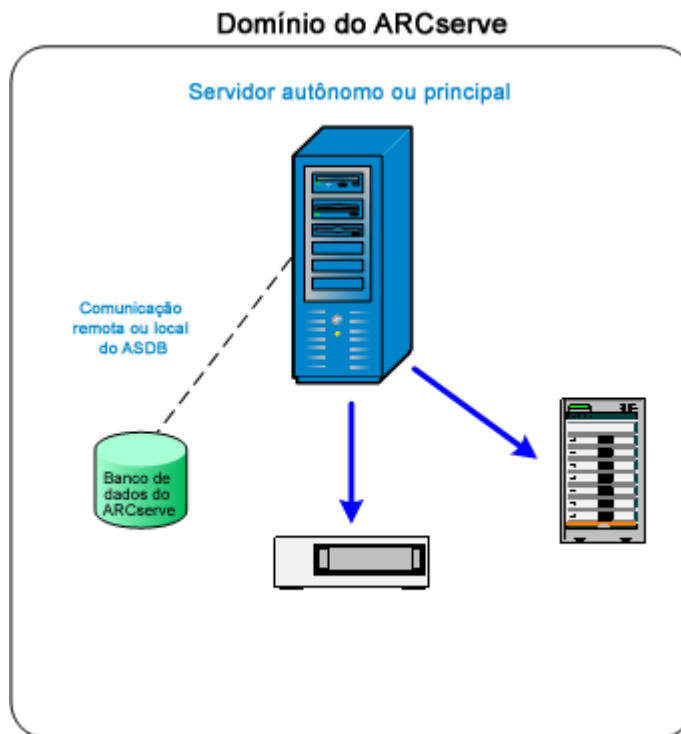 Domínio do ARCserve
Servidor autônomo ou principal
Comunicação
remota ou local
do ASDB
Banco de
dados do
ARCserve